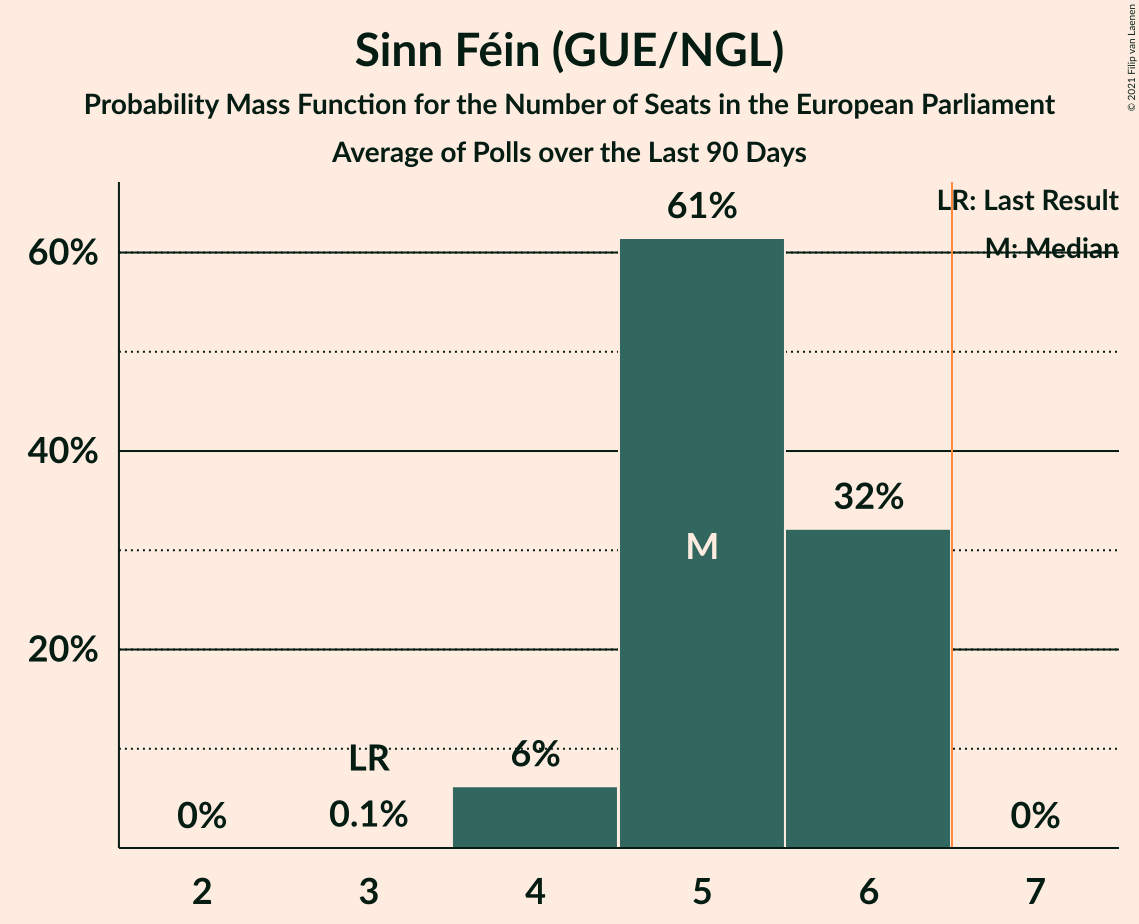 Sinn Féin (GUE/NGL)
Probability Mass Function for the Number of Seats in the European Parliament
Average of Polls over the Last 90 Days
© 2021 Filip van Laenen
LR: Last Result
M: Median
61%
60%
40%
32%
M
20%
LR
6%
0%
0.1%
0%
2 3 4 5 6 7